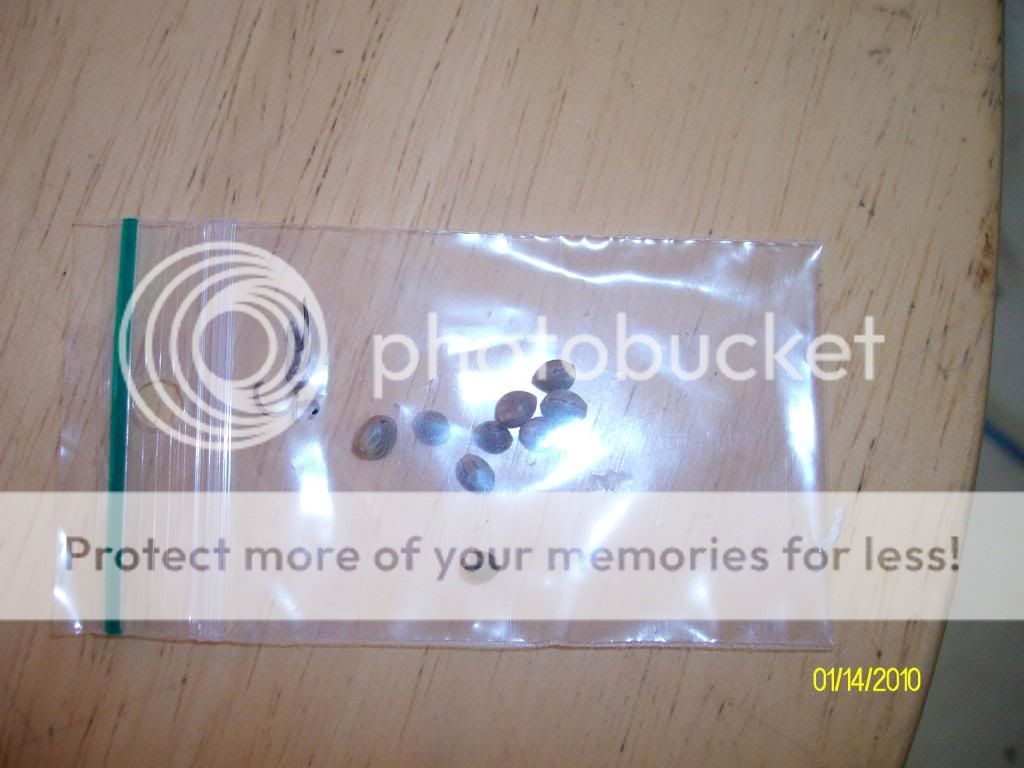 photobucket
Protect more of your memories for less!
01/14/2010